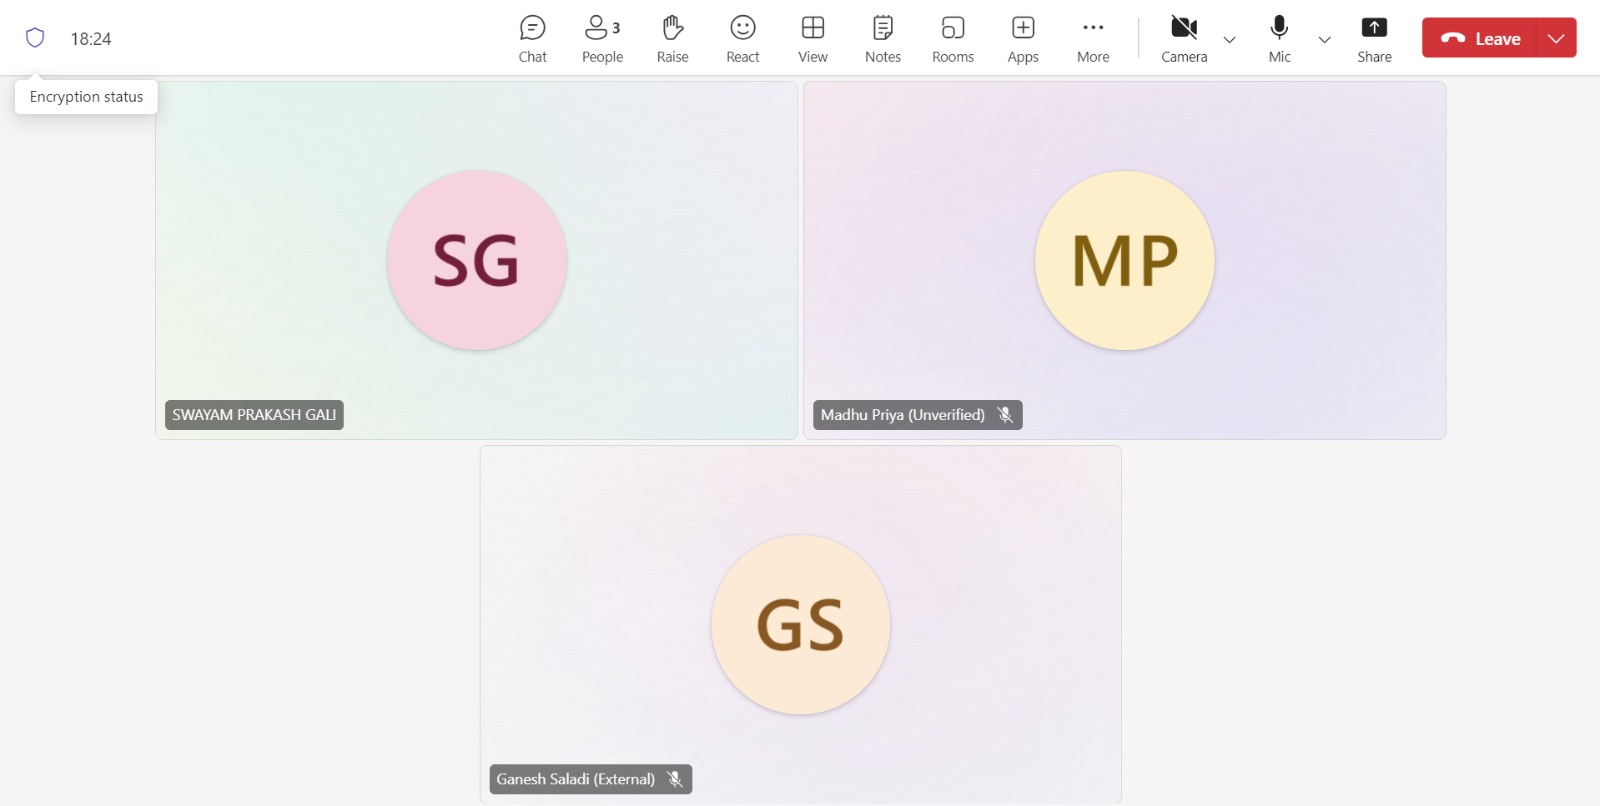 18:24
Chat
People
3
Raise
React
View
Notes
Rooms
Apps
More
Camera
Mic
Share
Leave
Encryption status
SG
SWAYAM PRAKASH GALI
MP
Madhu Priya (Unverified)
GS
Ganesh Saladi (External)